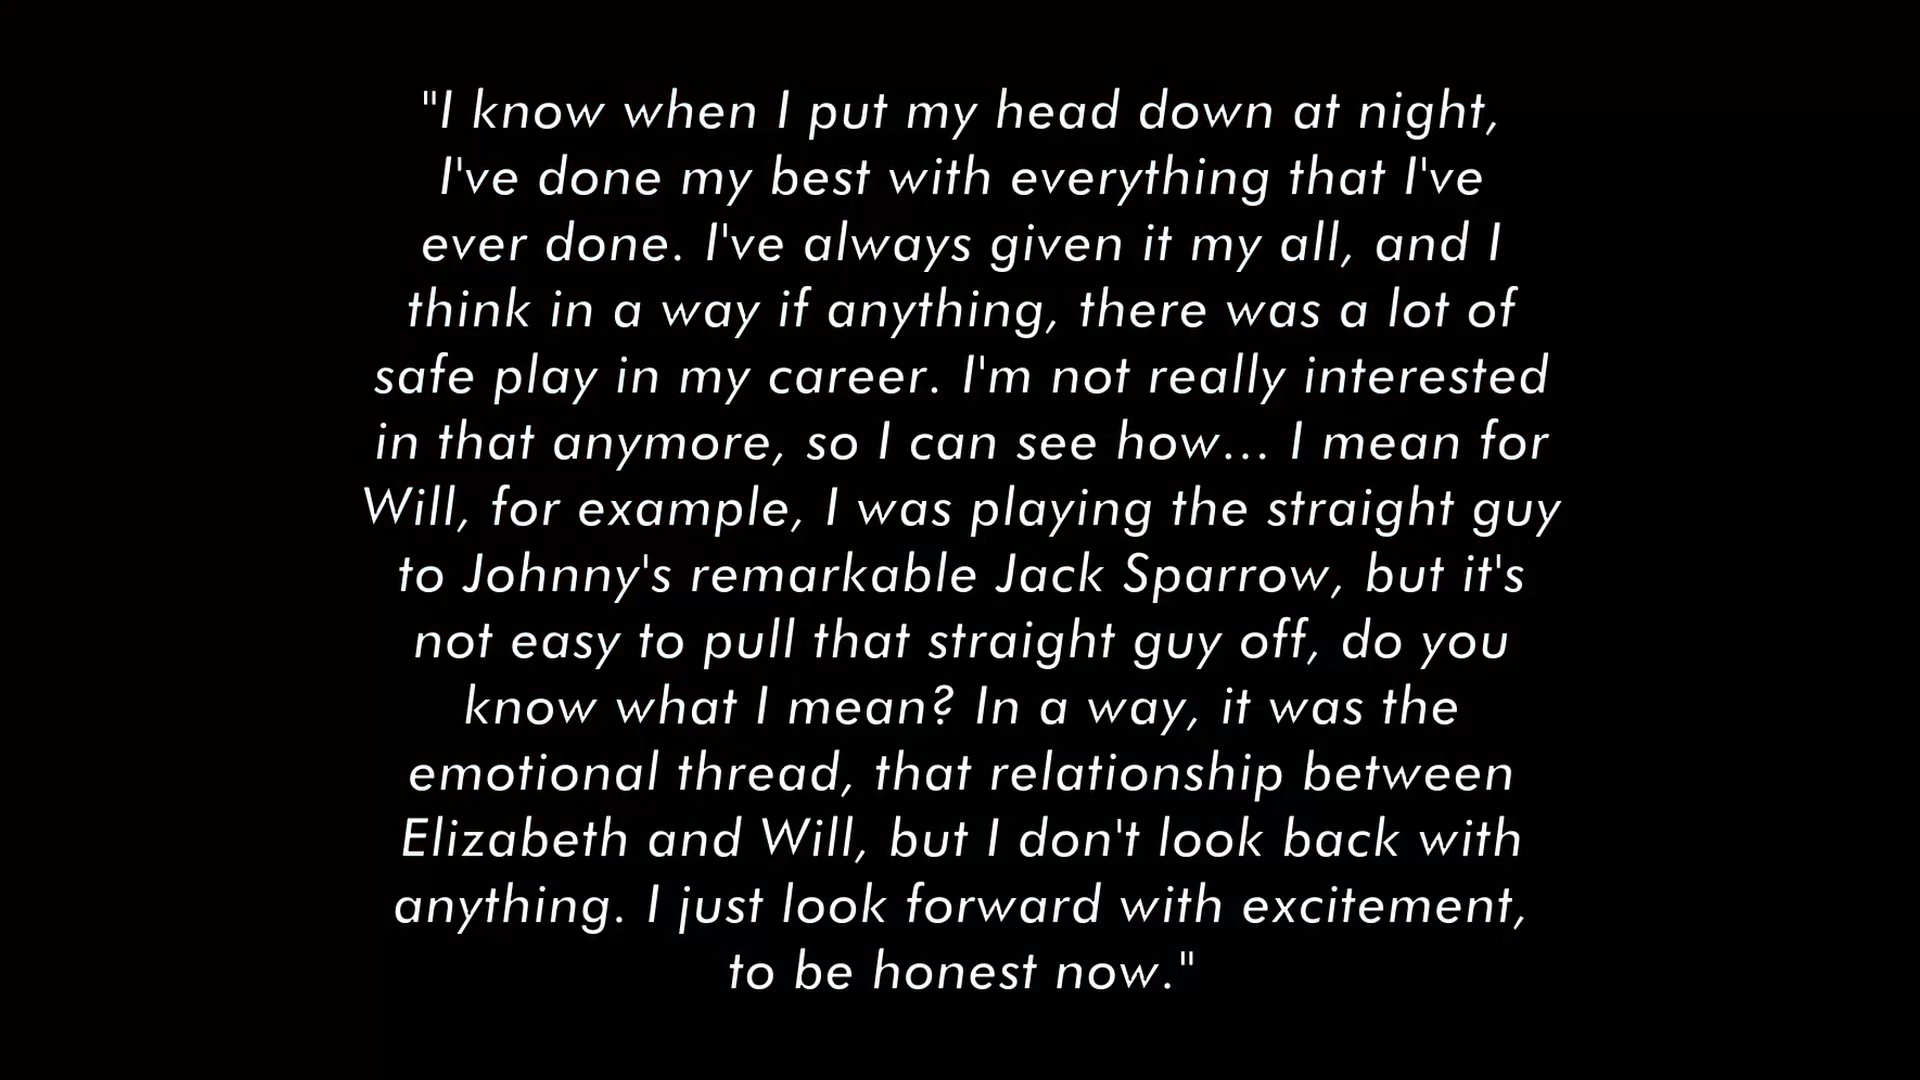 "I know when I put my head down at night,
I've done my best with everything that I've
ever done. I've always given it my all, and I
think in a way if anything, there was a lot of
safe play in my career. I'm not really interested
in that anymore, so I can see how... I mean for
Will, for example, I was playing the straight guy
to Johnny's remarkable Jack Sparrow, but it's
not easy to pull that straight guy off, do you
know what I mean? In a way, it was the
emotional thread, that relationship between
Elizabeth and Will, but I don't look back with
anything. I just look forward with excitement,
to be honest now."